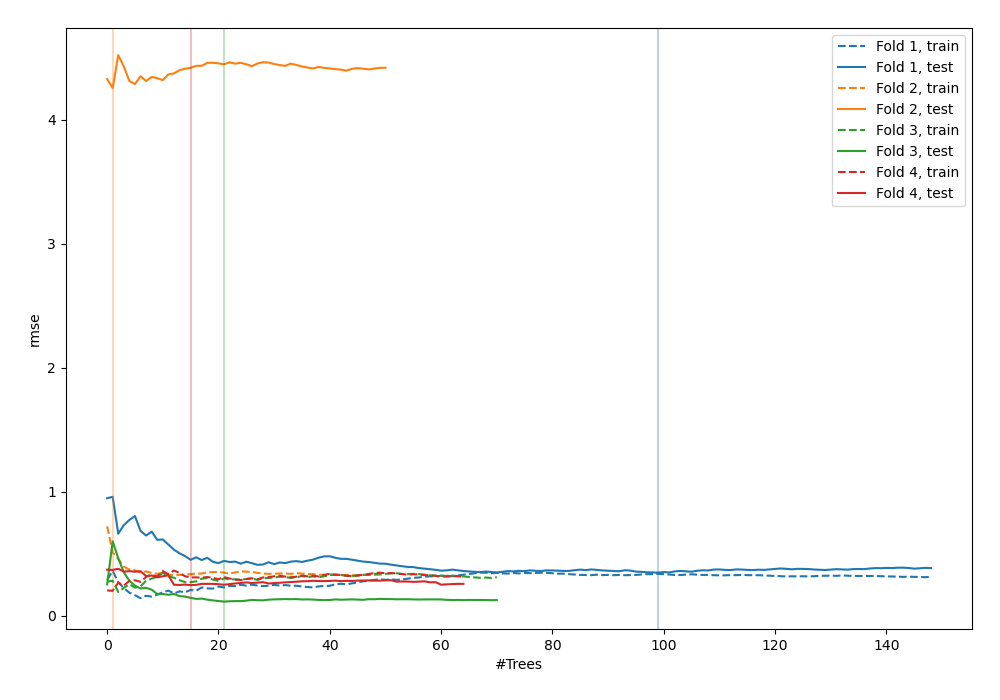 Fold 1, train
Fold 1, test
Fold 2, train
Fold 2, test
Fold 3, train
Fold 3, test
Fold 4, train
Fold 4, test
4
3
2
1
0
rmse
0 20 40 60 80 100 120 140
#Trees